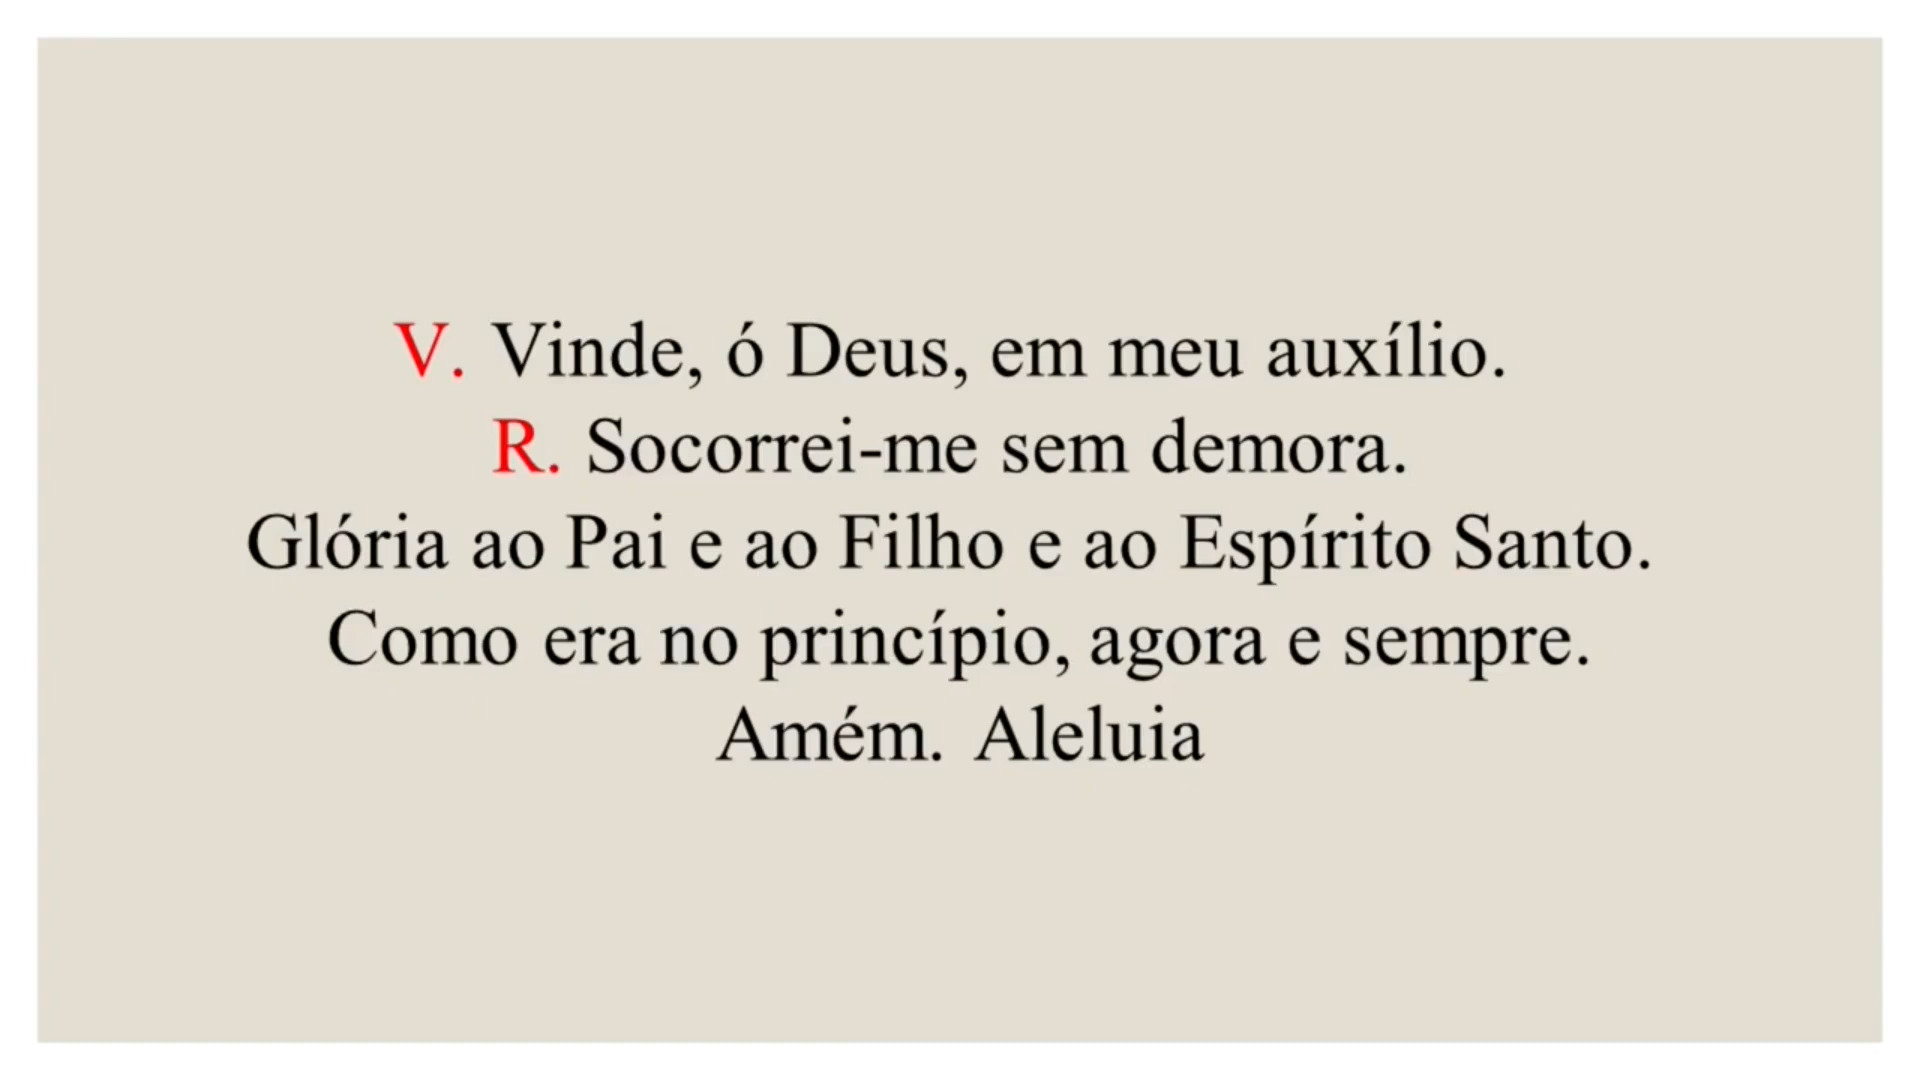 V. Vinde, ó Deus, em meu auxílio.
R. Socorrei-me sem demora.
Glória ao Pai e ao Filho e ao Espírito Santo.
Como era no princípio, agora e sempre.
Amém. Aleluia